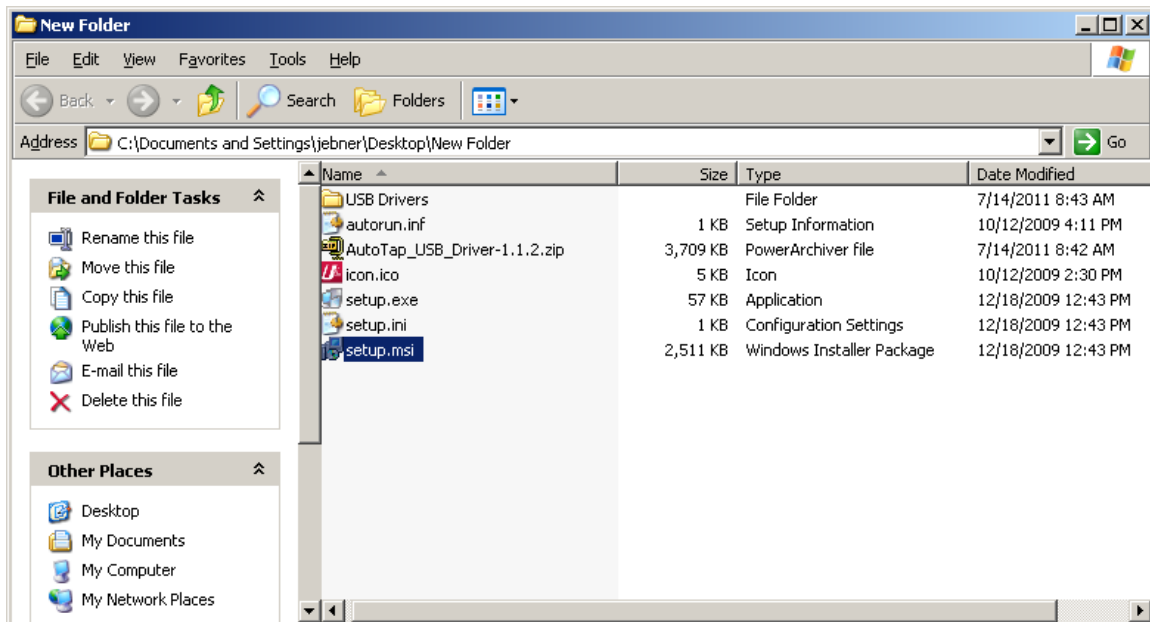 New Folder
File Edit View Favorites Tools Help
Back Search Folders
Address C:\Documents and Settings\jebner\Desktop\New Folder Go
File and Folder Tasks
Rename this file
Move this file
Copy this file
Publish this file to the
Web
E-mail this file
Delete this file
Other Places
Desktop
My Documents
My Computer
My Network Places
Name Size Type Date Modified
USB Drivers File Folder 7/14/2011 8:43 AM
autorun.inf 1 KB Setup Information 10/12/2009 4:11 PM
AutoTap_USB_Driver-1.1.2.zip 3,709 KB PowerArchiver file 7/14/2011 8:42 AM
icon.ico 5 KB Icon 10/12/2009 2:30 PM
setup.exe 57 KB Application 12/18/2009 12:43 PM
setup.ini 1 KB Configuration Settings 12/18/2009 12:43 PM
setup.msi 2,511 KB Windows Installer Package 12/18/2009 12:43 PM